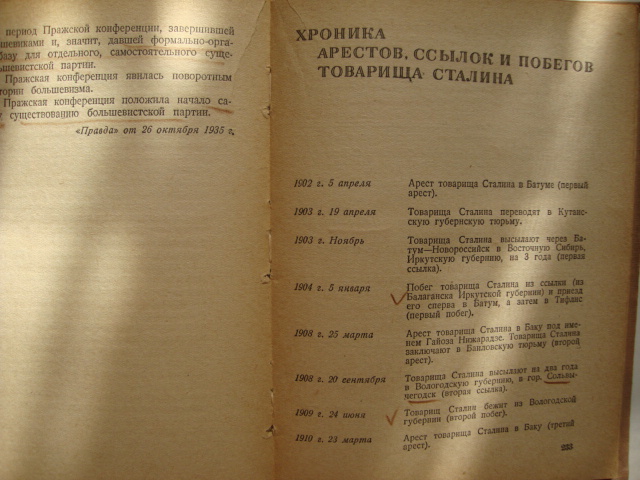 период Пражской конференции, завершившей
шевиками и, значит, давшей формально-орга-
базу для отдельного, самостоятельного суще-
ьшевистской партии.
Пражская конференция явилась поворотным
тории большевизма.
Пражская конференция положила начало са-
существованию большевистской партии.
«Правда» от 26 октября 1935 г.
ХРОНИКА
АРЕСТОВ, ССЫЛОК И ПОБЕГОВ
ТОВАРИЩА СТАЛИНА
1902 г. 5 апреля Арест товарища Сталина в Батуме (первый
арест).
1903 г. 19 апреля Товарища Сталина переводят в Кутаис-
скую губернскую тюрьму.
1903 г. Ноябрь Товарища Сталина высылают через Ба-
тум—Новороссийск в Восточную Сибирь,
Иркутскую губернию, на 3 года (первая
ссылка).
1904 г. 5 января Побег товарища Сталина из ссылки (из
Балаганска Иркутской губернии) и приезд
его сперва в Батум, а затем в Тифлис
(первый побег).
1908 г. 25 марта Арест товарища Сталина в Баку под име-
нем Гайоза Нижарадзе. Товарища Сталина
заключают в Баиловскую тюрьму (второй
арест).
1908 г. 20 сентября Товарища Сталина высылают на два года
в Вологодскую губернию, в гор. Сольвы-
чегодск (вторая ссылка).
1909 г. 24 июня Товарищ Сталин бежит из Вологодской
губернии (второй побег).
1910 г. 23 марта Арест товарища Сталина в Баку (третий
арест).
233